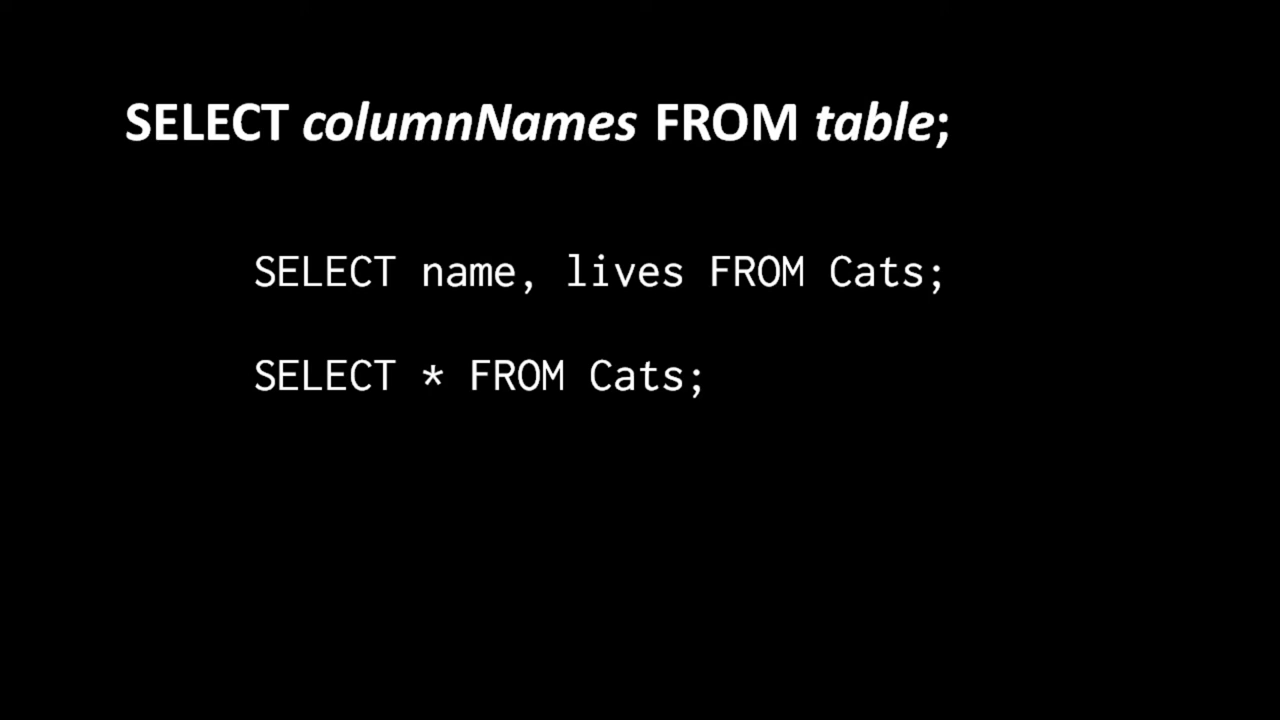 SELECT columnNames FROM table;
SELECT name, lives FROM Cats;
SELECT * FROM Cats;